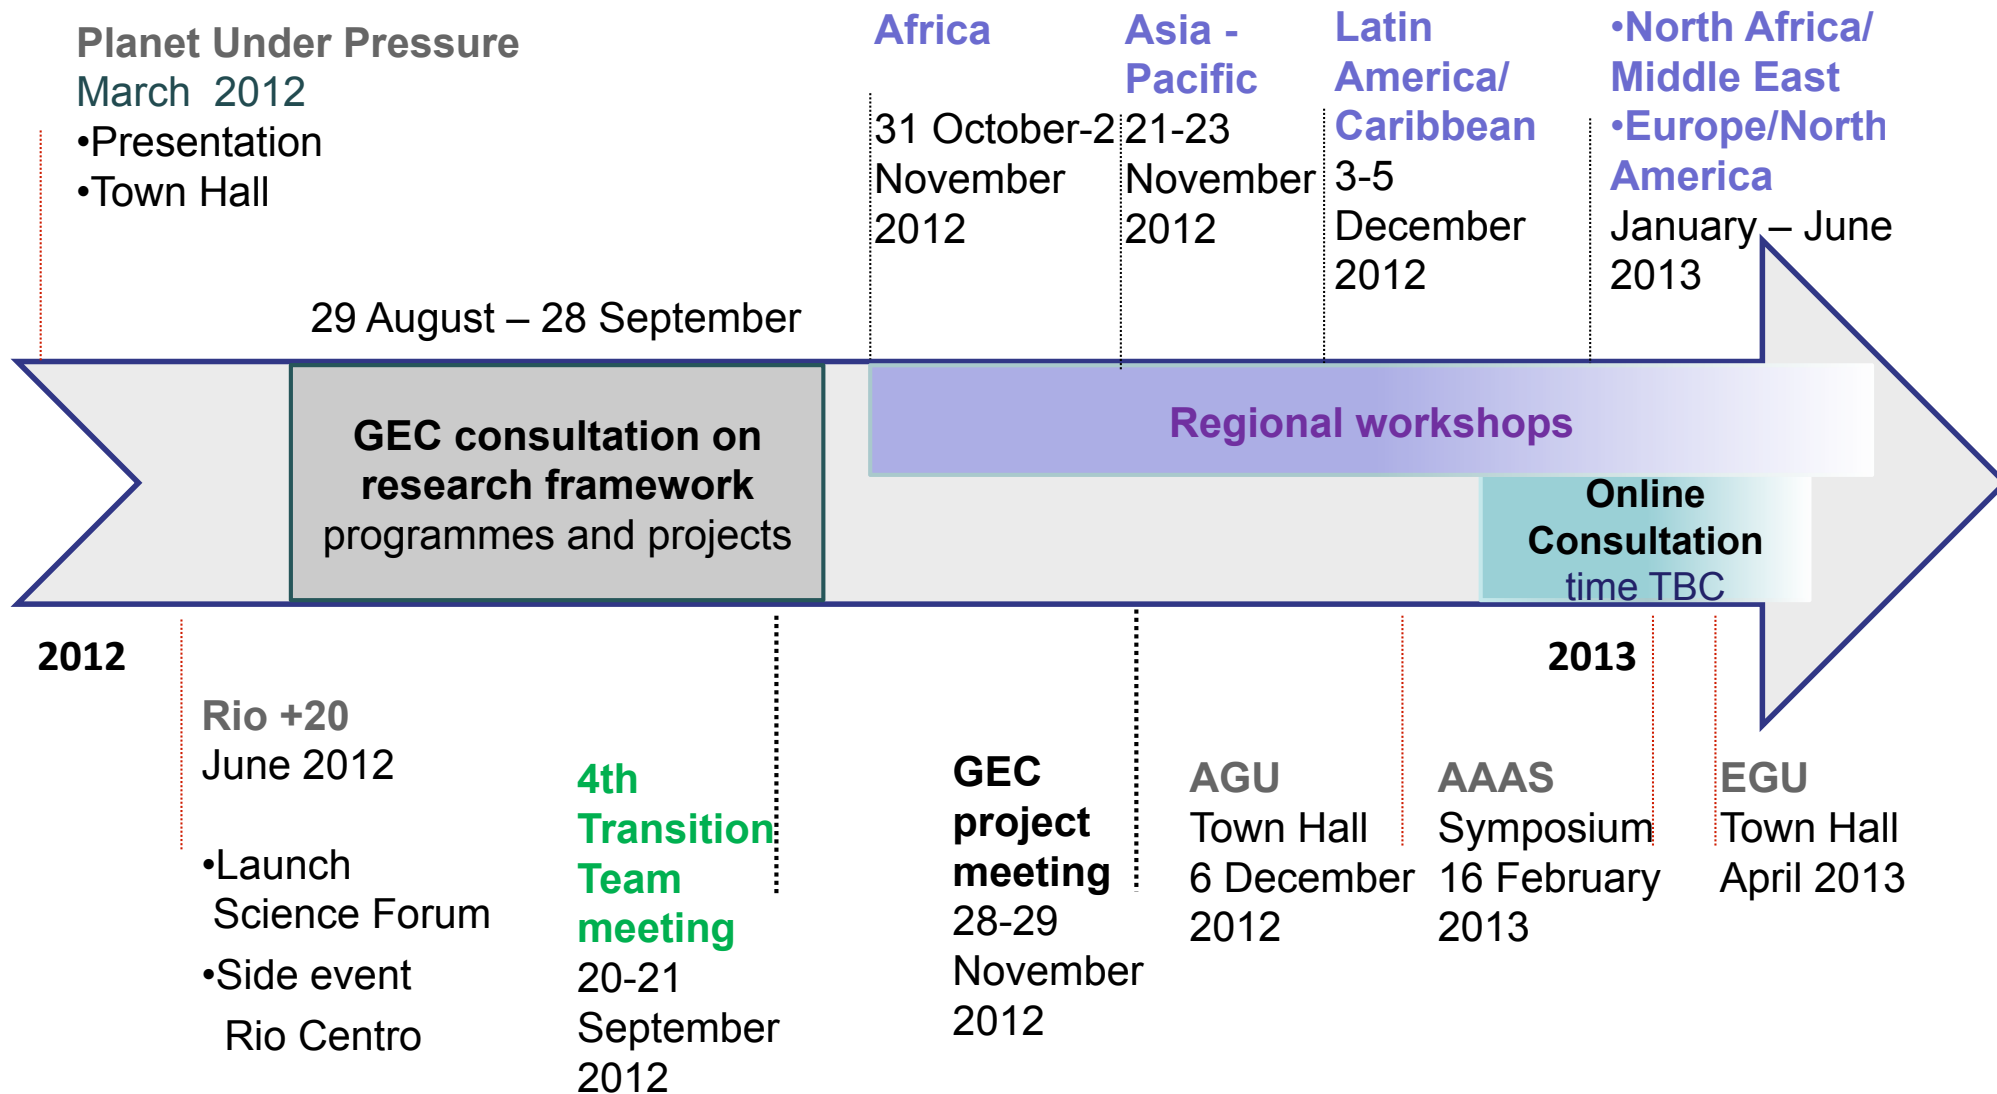 Planet Under Pressure
March 2012
•Presentation
•Town Hall
Africa
31 October-2
November
2012
Asia -
Pacific
21-23
November
2012
Latin
America/
Caribbean
3-5
December
2012
•North Africa/
Middle East
•Europe/North
America
January – June
2013
29 August – 28 September
GEC consultation on
research framework
programmes and projects
Regional workshops
Online
Consultation
time TBC
2012
2013
Rio +20
June 2012
•Launch
Science Forum
•Side event
Rio Centro
4th
Transition
Team
meeting
20-21
September
2012
GEC
project
meeting
28-29
November
2012
AGU
Town Hall
6 December
2012
AAAS
Symposium
16 February
2013
EGU
Town Hall
April 2013